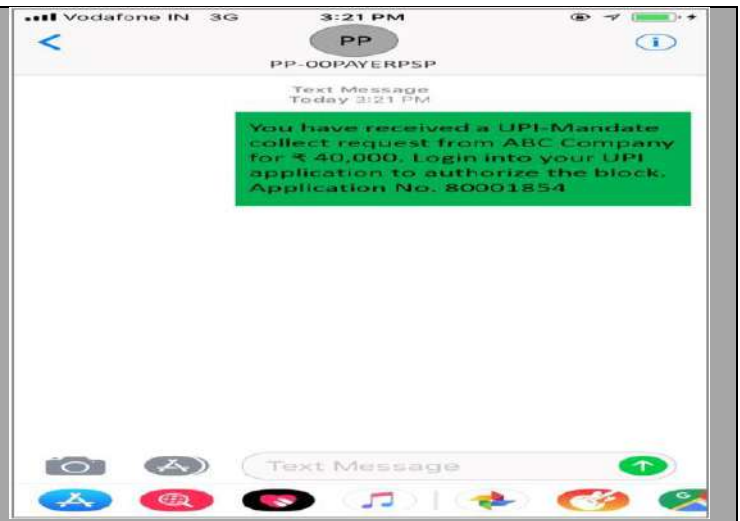 Vodafone IN 3G 3:21 PM
PP
PP-00PAYERPSP
Text Message
Today 3:21 PM
You have received a UPI-Mandate
collect request from ABC Company
for ₹ 40,000. Login into your UPI
application to authorize the block.
Application No. 80001854
Text Message